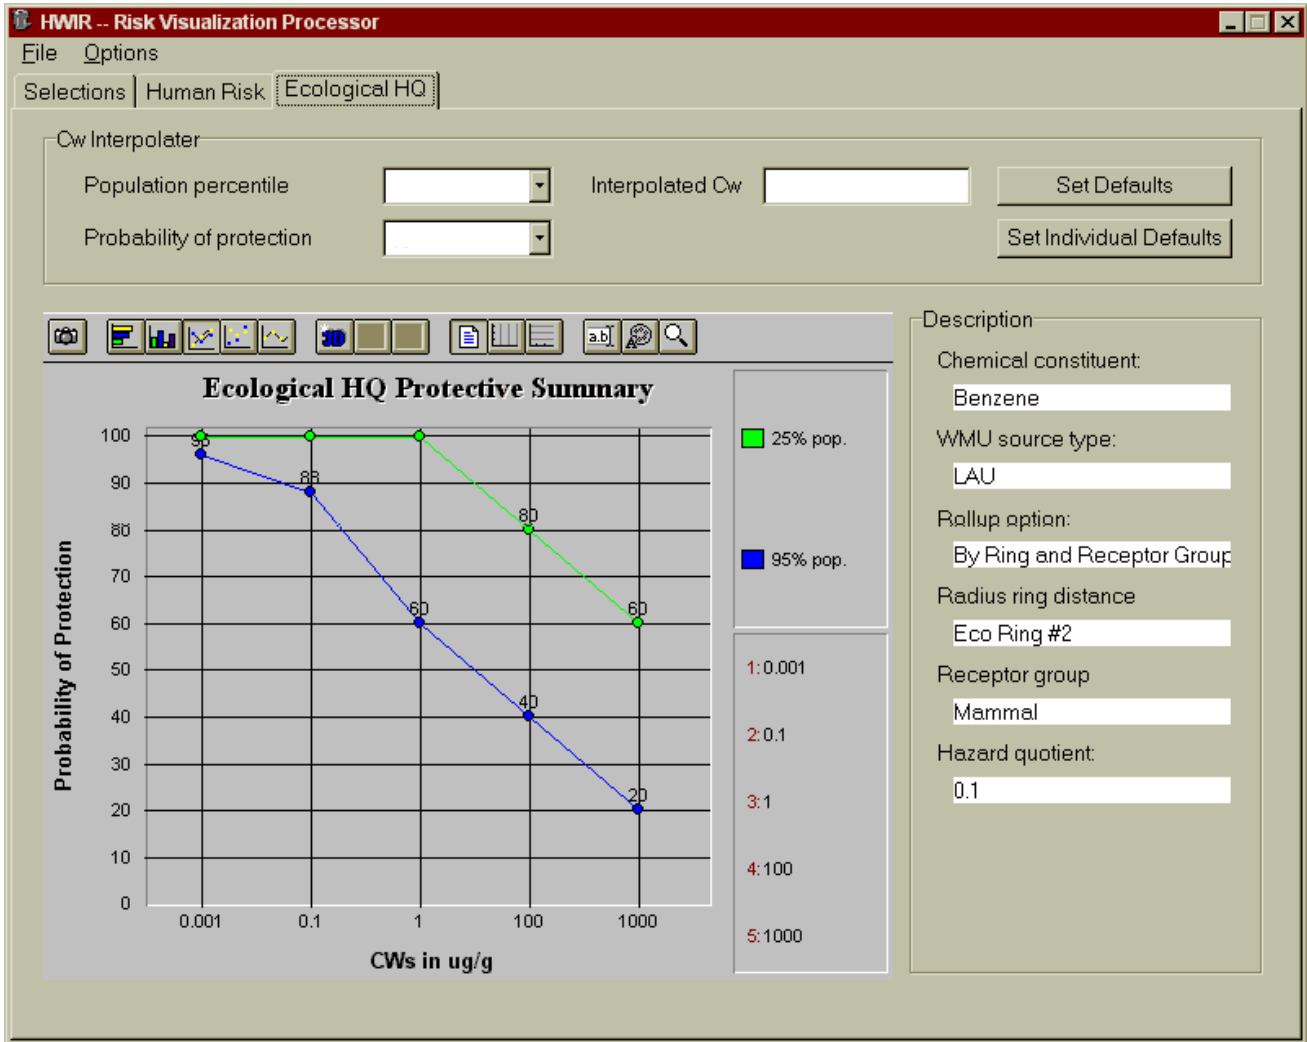 HWIR -- Risk Visualization Processor
File Options
Selections Human Risk Ecological HQ
Cw Interpolater
Population percentile Interpolated Cw Set Defaults
Probability of protection Set Individual Defaults
3D a.b A
Description
Chemical constituent:
Benzene
WMU source type:
LAU
Rollup option:
By Ring and Receptor Group
Radius ring distance
Eco Ring #2
Receptor group
Mammal
Hazard quotient:
0.1
Ecological HQ Protective Summary
Probability of Protection
100
90
80
70
60
50
40
30
20
10
0
96
88
80
60 60
40
20
0.001 0.1 1 100 1000
CWs in ug/g
25% pop.
95% pop.
1:0.001
2:0.1
3:1
4:100
5:1000